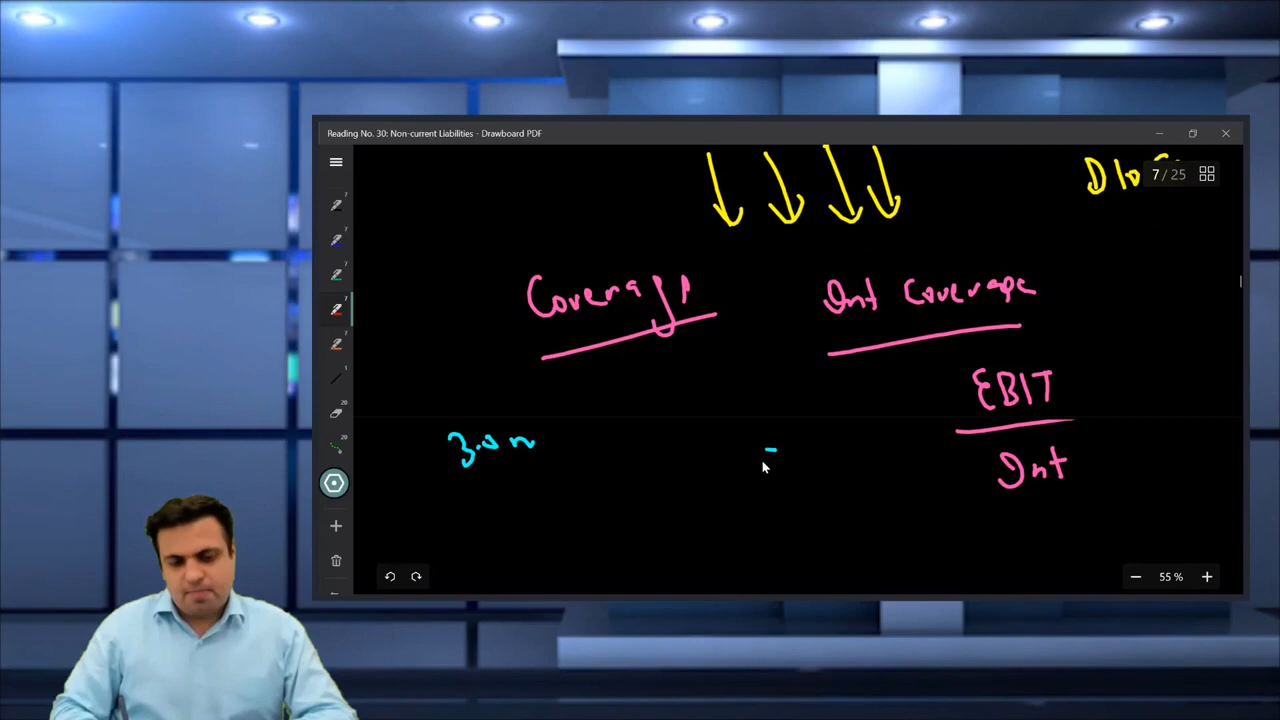 Reading No. 30: Non-current Liabilities - Drawboard PDF
7 / 25
Coverage
Int Coverage
EBIT
Int
=
55 %